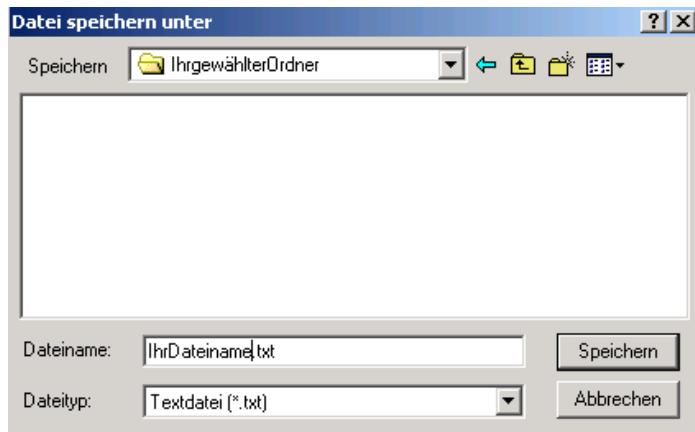 Datei speichern unter
Speichern IhrgewählterOrdner
Dateiname: IhrDateiname.txt Speichern
Dateityp: Textdatei (*.txt) Abbrechen